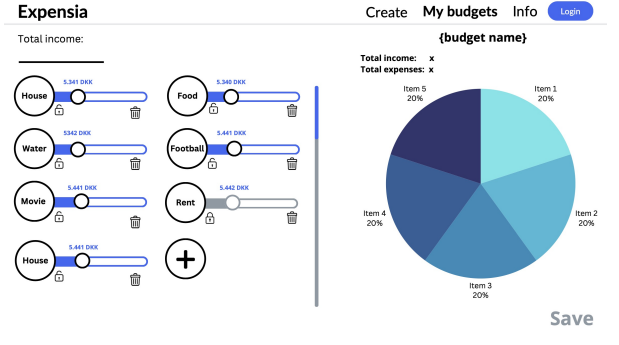 Expensia
Create
My budgets
Info
Login
Total income:
{budget name}
Total income: x
Total expenses: x
5.341 DKK
House
5.340 DKK
Food
5342 DKK
Water
5.441 DKK
Football
5.441 DKK
Movie
5.442 DKK
Rent
5.441 DKK
House
Item 5
20%
Item 1
20%
Item 4
20%
Item 2
20%
Item 3
20%
Save